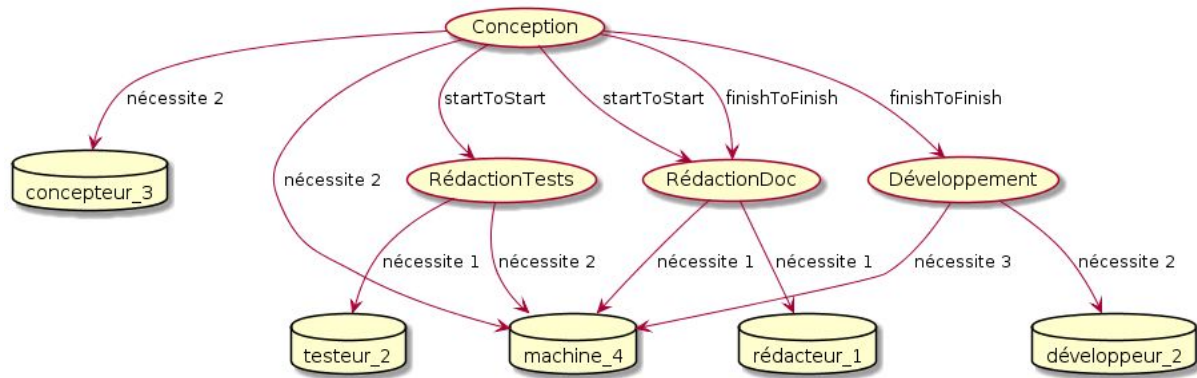 Conception
nécessite 2
startToStart
startToStart
finishToFinish
finishToFinish
concepteur_3
nécessite 2
RédactionTests
RédactionDoc
Développement
nécessite 1
nécessite 2
nécessite 1
nécessite 1
nécessite 3
nécessite 2
testeur_2
machine_4
rédacteur_1
développeur_2